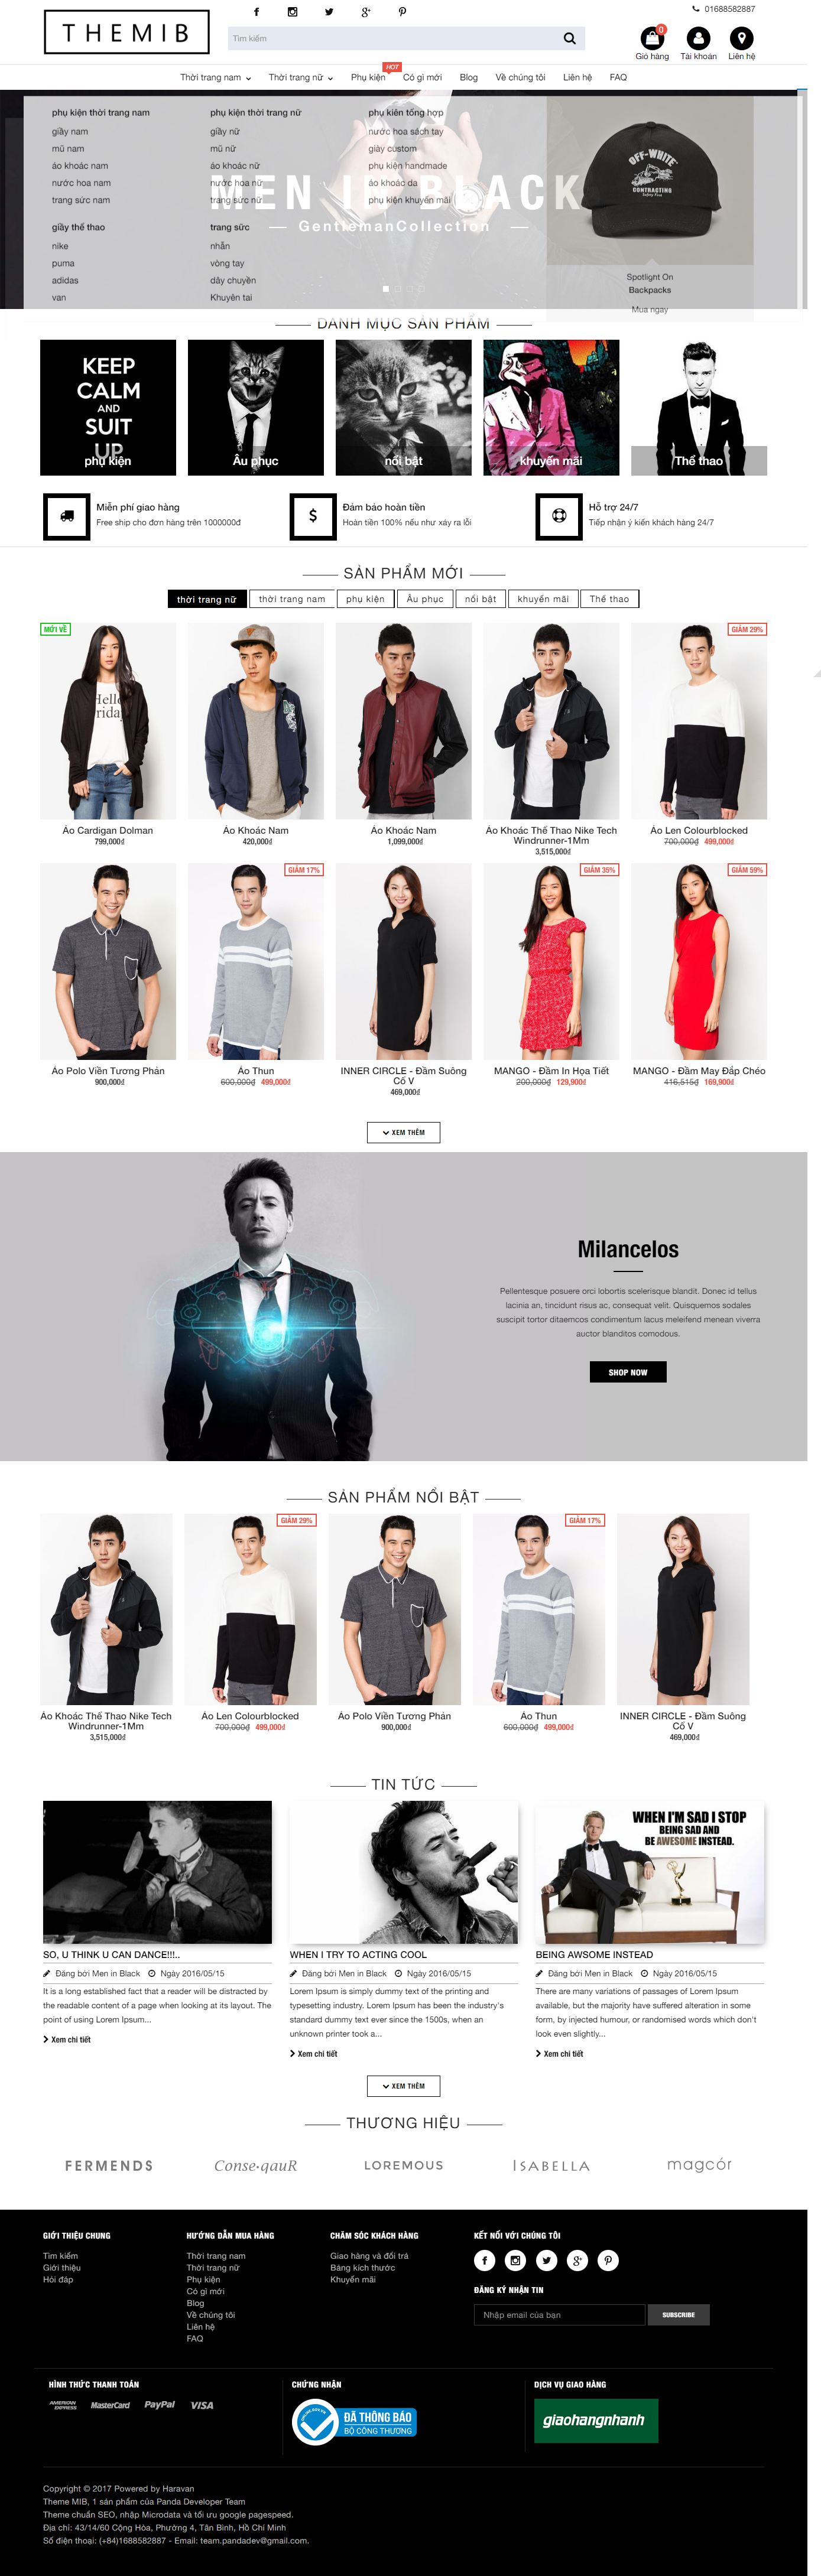 01688582887
THEMIB
Tìm kiếm
0
Giỏ hàng
Tài khoản
Liên hệ
HOT
Thời trang nam
Thời trang nữ
Phụ kiện
Có gì mới
Blog
Về chúng tôi
Liên hệ
FAQ
phụ kiện thời trang nam
giầy nam
mũ nam
áo khoác nam
nước hoa nam
trang sức nam
phụ kiện thời trang nữ
giầy nữ
mũ nữ
áo khoác nữ
nước hoa nữ
trang sức nữ
phụ kiên tổng hợp
nước hoa sách tay
giày custom
phụ kiện handmade
áo khoác da
phụ kiện khuyến mãi
giầy thể thao
nike
puma
adidas
van
trang sức
nhẫn
vòng tay
dây chuyền
Khuyên tai
MEN IN BLACK
GentlemanCollection
OFF-WHITE
CONTRACTING
Spotlight On
Backpacks
Mua ngay
DANH MỤC SẢN PHẨM
KEEP
CALM
AND
SUIT
UP
phụ kiện
Âu phục
nổi bật
khuyến mãi
Thể thao
Miễn phí giao hàng
Free ship cho đơn hàng trên 1000000đ
Đảm bảo hoàn tiền
Hoàn tiền 100% nếu như xảy ra lỗi
Hỗ trợ 24/7
Tiếp nhận ý kiến khách hàng 24/7
SẢN PHẨM MỚI
thời trang nữ
thời trang nam
phụ kiện
Âu phục
nổi bật
khuyến mãi
Thể thao
MỚI VỀ
GIẢM 29%
Áo Cardigan Dolman
799,000₫
Áo Khoác Nam
420,000₫
Áo Khoác Nam
1,099,000₫
Áo Khoác Thể Thao Nike Tech
Windrunner-1Mm
3,515,000₫
Áo Len Colourblocked
700,000₫ 499,000₫
GIẢM 17%
GIẢM 35%
GIẢM 59%
Áo Polo Viền Tương Phản
900,000₫
Áo Thun
600,000₫ 499,000₫
INNER CIRCLE - Đầm Suông
Cổ V
469,000₫
MANGO - Đầm In Họa Tiết
200,000₫ 129,900₫
MANGO - Đầm May Đắp Chéo
416,515₫ 169,900₫
XEM THÊM
Milancelos
Pellentesque posuere orci lobortis scelerisque blandit. Donec id tellus
lacinia an, tincidunt risus ac, consequat velit. Quisquemos sodales
suscipit tortor ditaemcos condimentum lacus meleifend menean viverra
auctor blanditos comodous.
SHOP NOW
SẢN PHẨM NỔI BẬT
GIẢM 29%
GIẢM 17%
Áo Khoác Thể Thao Nike Tech
Windrunner-1Mm
3,515,000₫
Áo Len Colourblocked
700,000₫ 499,000₫
Áo Polo Viền Tương Phản
900,000₫
Áo Thun
600,000₫ 499,000₫
INNER CIRCLE - Đầm Suông
Cổ V
469,000₫
TIN TỨC
WHEN I'M SAD I STOP
BEING SAD AND
BE AWESOME INSTEAD.
SO, U THINK U CAN DANCE!!!..
Đăng bởi Men in Black Ngày 2016/05/15
It is a long established fact that a reader will be distracted by
the readable content of a page when looking at its layout. The
point of using Lorem Ipsum...
Xem chi tiết
WHEN I TRY TO ACTING COOL
Đăng bởi Men in Black Ngày 2016/05/15
Lorem Ipsum is simply dummy text of the printing and
typesetting industry. Lorem Ipsum has been the industry's
standard dummy text ever since the 1500s, when an
unknown printer took a...
Xem chi tiết
BEING AWSOME INSTEAD
Đăng bởi Men in Black Ngày 2016/05/15
There are many variations of passages of Lorem Ipsum
available, but the majority have suffered alteration in some
form, by injected humour, or randomised words which don't
look even slightly...
Xem chi tiết
XEM THÊM
THƯƠNG HIỆU
FERMENDS
Conse·qauR
LOREMOUS
ISABELLA
magcór
GIỚI THIỆU CHUNG
Tìm kiếm
Giới thiệu
Hỏi đáp
HƯỚNG DẪN MUA HÀNG
Thời trang nam
Thời trang nữ
Phụ kiện
Có gì mới
Blog
Về chúng tôi
Liên hệ
FAQ
CHĂM SÓC KHÁCH HÀNG
Giao hàng và đổi trả
Bảng kích thước
Khuyến mãi
KẾT NỐI VỚI CHÚNG TÔI
ĐĂNG KÝ NHẬN TIN
Nhập email của bạn
SUBSCRIBE
HÌNH THỨC THANH TOÁN
AMERICAN
EXPRESS
MasterCard
PayPal
VISA
CHỨNG NHẬN
ĐÃ THÔNG BÁO
BỘ CÔNG THƯƠNG
DỊCH VỤ GIAO HÀNG
giaohangnhanh
Copyright © 2017 Powered by Haravan
Theme MIB, 1 sản phẩm của Panda Developer Team
Theme chuẩn SEO, nhập Microdata và tối ưu google pagespeed.
Địa chỉ: 43/14/60 Cộng Hòa, Phường 4, Tân Bình, Hồ Chí Minh
Số điện thoại: (+84)1688582887 - Email: team.pandadev@gmail.com.